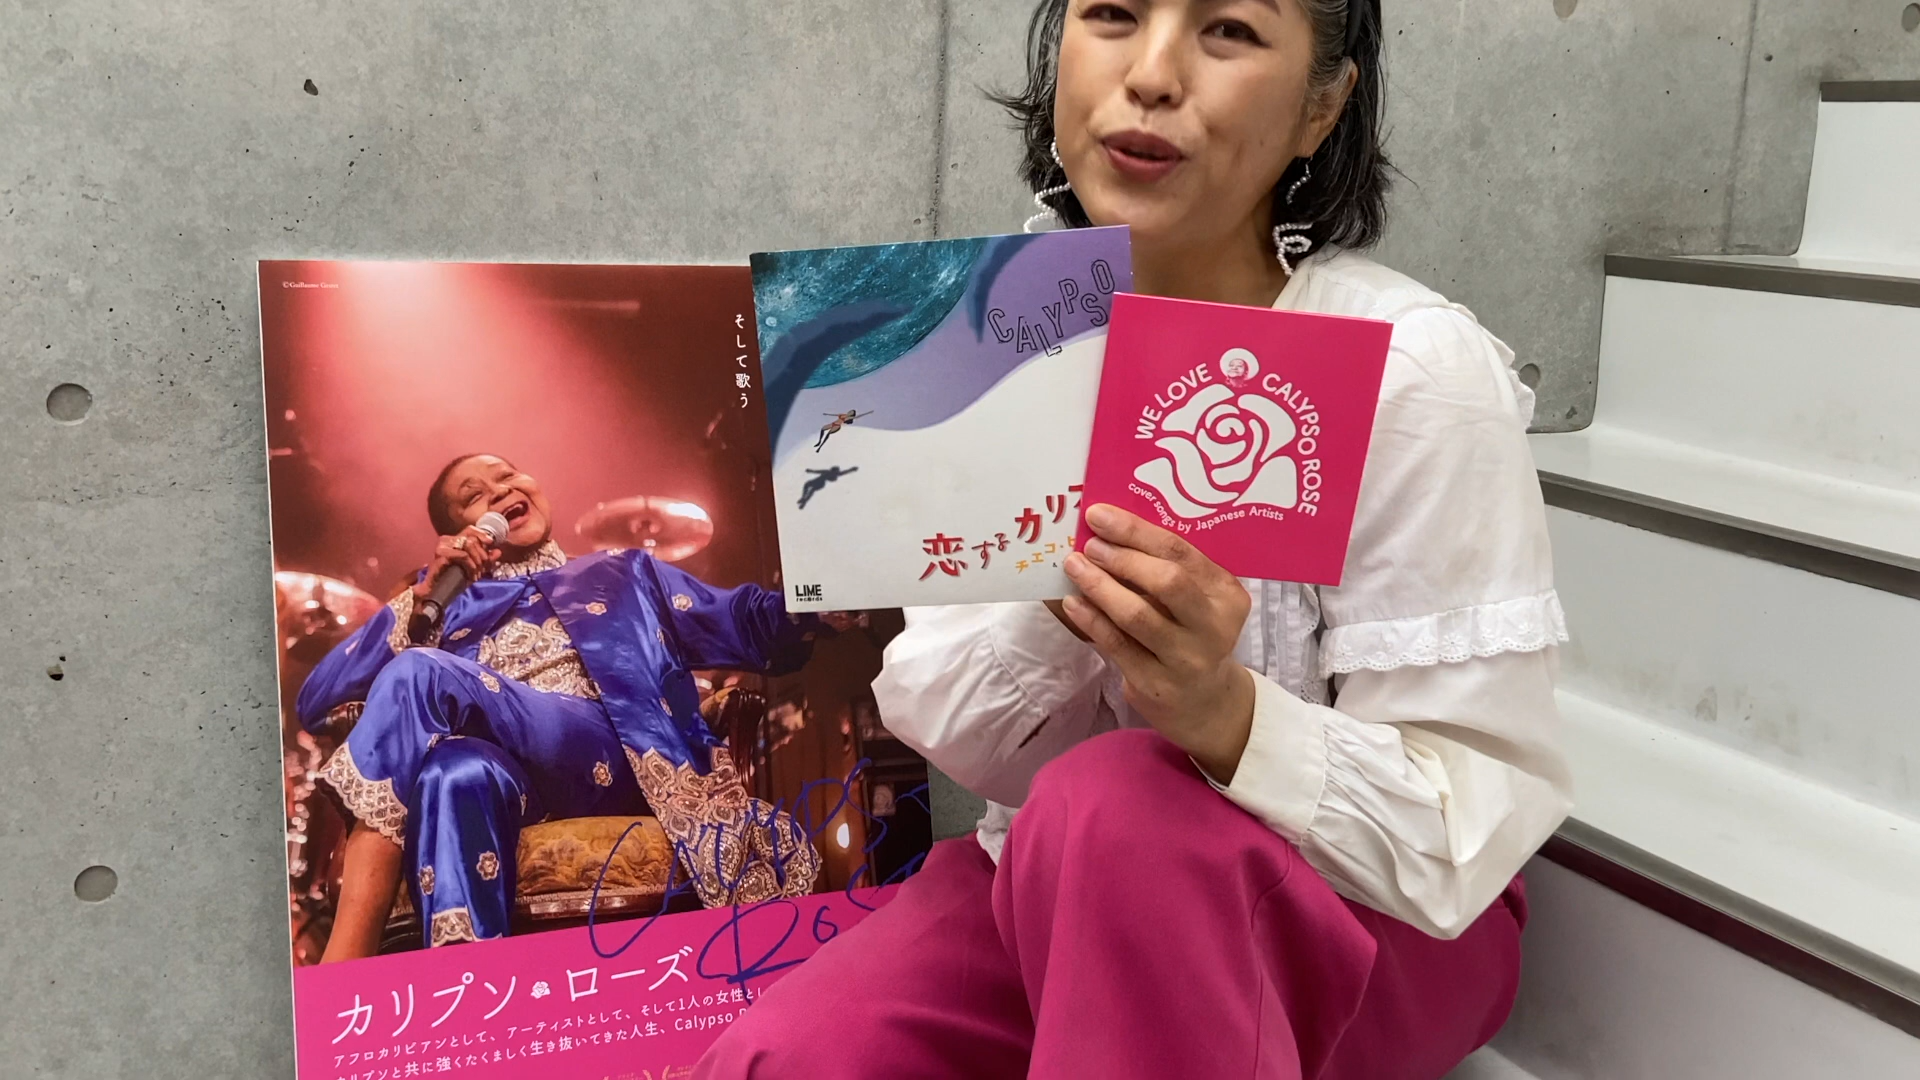 ©Guillaume Groult
そして歌う
CALYPSO
恋するカリ
チェコ・
LIME
records
WE LOVE CALYPSO ROSE
cover songs by Japanese Artists
Calypso
Rose
カリプソ・ローズ
アフロカリビアンとして、アーティストとして、そして1人の女性とし
カリプソと共に強くたくましく生き抜いてきた人生、Calypso